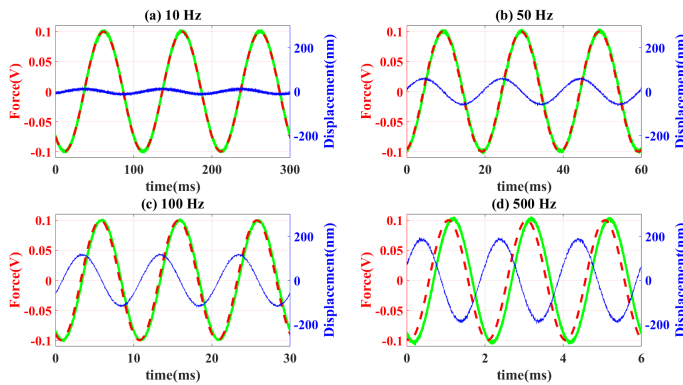 (a) 10 Hz
0.1
0.05
0
-0.05
-0.1
Force(V)
200
0
-200
Displacement(nm)
0 100 200 300
time(ms)
(b) 50 Hz
0.1
0.05
0
-0.05
-0.1
Force(V)
200
0
-200
Displacement(nm)
0 20 40 60
time(ms)
(c) 100 Hz
0.1
0.05
0
-0.05
-0.1
Force(V)
200
0
-200
Displacement(nm)
0 10 20 30
time(ms)
(d) 500 Hz
0.1
0.05
0
-0.05
-0.1
Force(V)
200
0
-200
Displacement(nm)
0 2 4 6
time(ms)